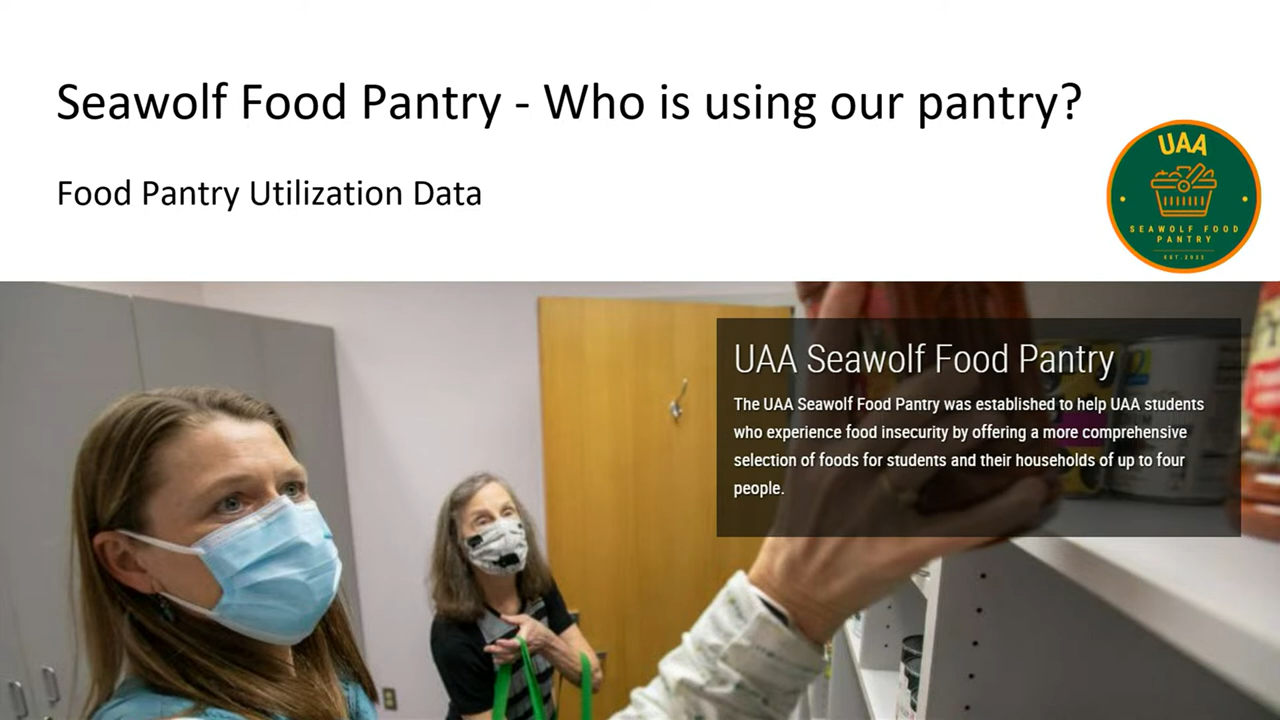 Seawolf Food Pantry - Who is using our pantry?
Food Pantry Utilization Data
UAA
SEAWOLF FOOD
PANTRY
EST.2022
UAA Seawolf Food Pantry
The UAA Seawolf Food Pantry was established to help UAA students
who experience food insecurity by offering a more comprehensive
selection of foods for students and their households of up to four
people.